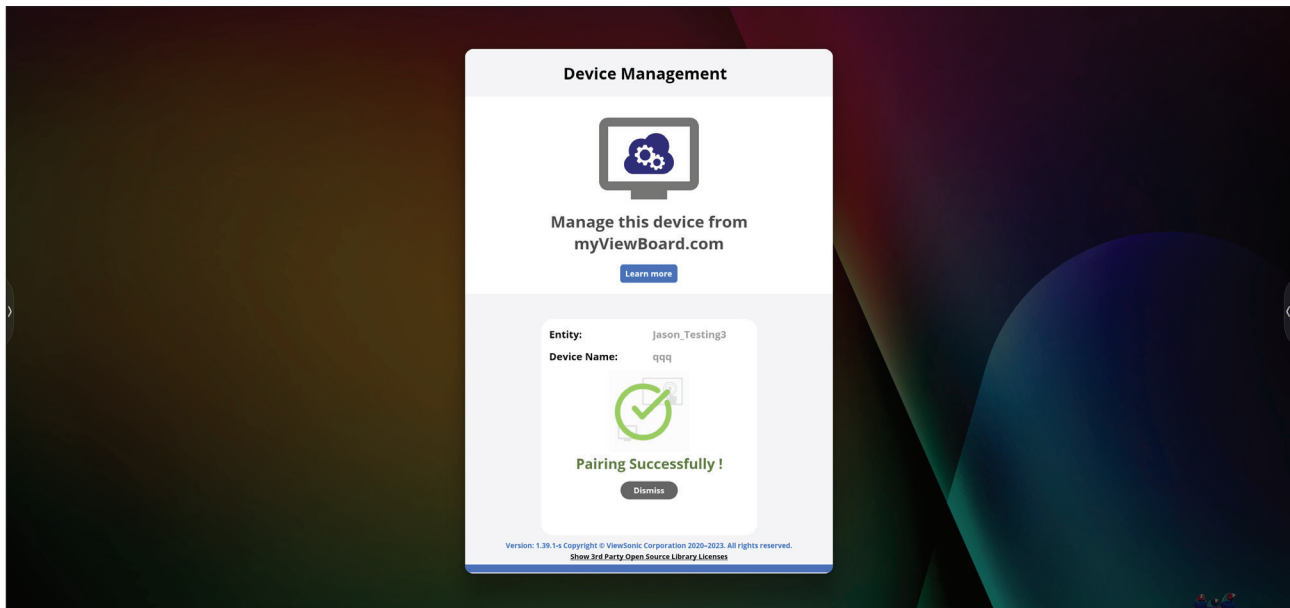 Device Management
Manage this device from
myViewBoard.com
Learn more
Entity: Jason_Testing3
Device Name: qqq
Pairing Successfully !
Dismiss
Version: 1.39.1-s Copyright © ViewSonic Corporation 2020–2023. All rights reserved.
Show 3rd Party Open Source Library Licenses